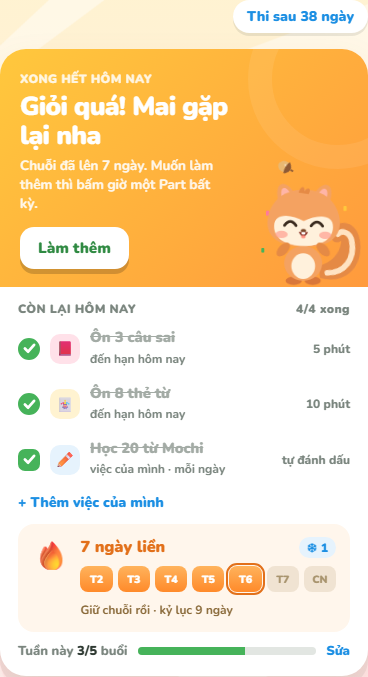 Thi sau 38 ngày
XONG HẾT HÔM NAY
Giỏi quá! Mai gặp
lại nha
Chuỗi đã lên 7 ngày. Muốn làm
thêm thì bấm giờ một Part bất
kỳ.
Làm thêm
CÒN LẠI HÔM NAY
4/4 xong
Ôn 3 câu sai
đến hạn hôm nay
5 phút
Ôn 8 thẻ từ
đến hạn hôm nay
10 phút
Học 20 từ Mochi
việc của mình · mỗi ngày
tự đánh dấu
+ Thêm việc của mình
7 ngày liền
❄ 1
T2 T3 T4 T5 T6 T7 CN
Giữ chuỗi rồi · kỷ lục 9 ngày
Tuần này 3/5 buổi
Sửa